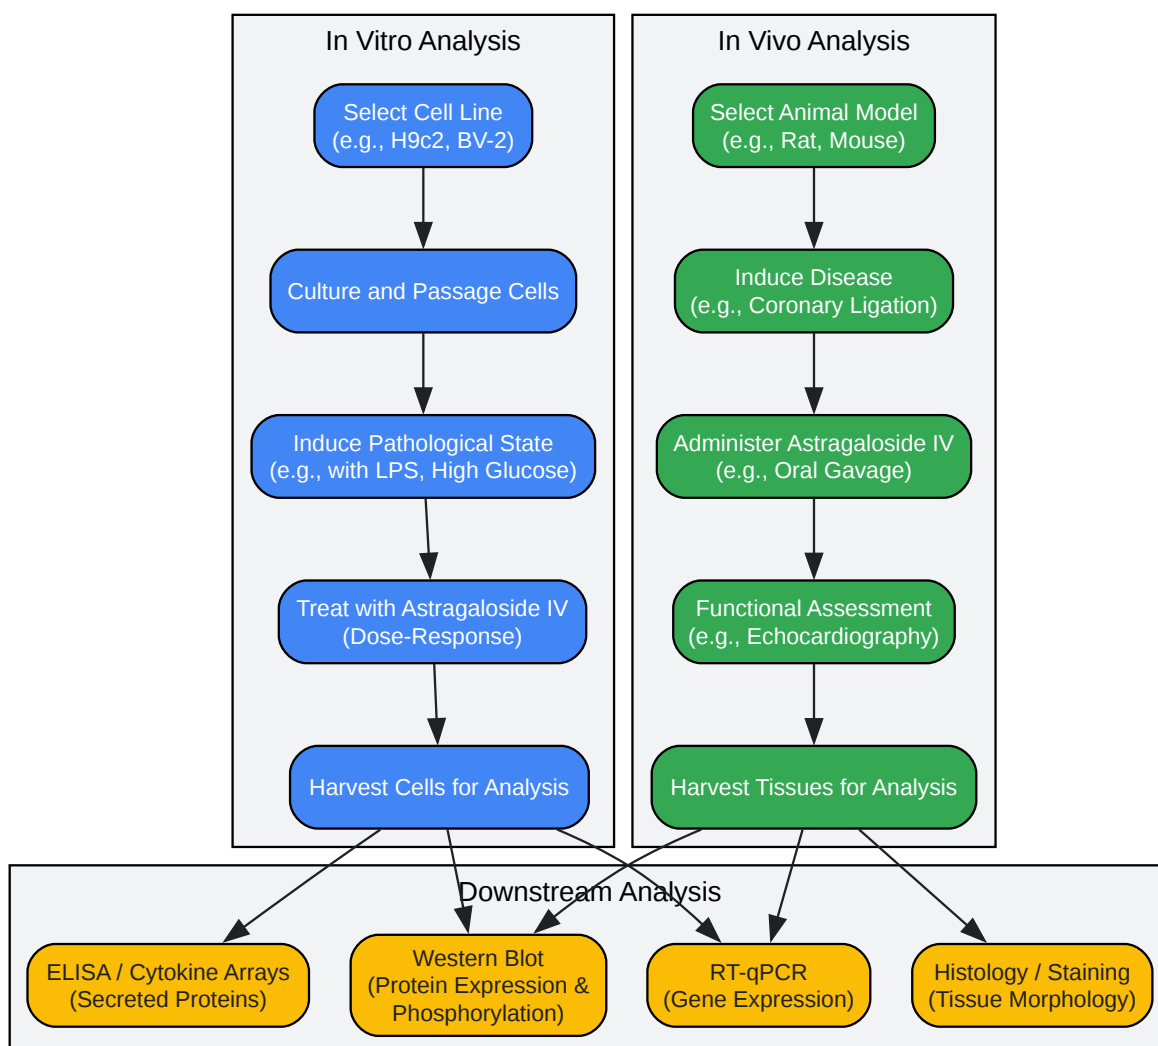 In Vitro Analysis
In Vivo Analysis
Select Cell Line
(e.g., H9c2, BV-2)
Select Animal Model
(e.g., Rat, Mouse)
Culture and Passage Cells
Induce Disease
(e.g., Coronary Ligation)
Induce Pathological State
(e.g., with LPS, High Glucose)
Administer Astragaloside IV
(e.g., Oral Gavage)
Treat with Astragaloside IV
(Dose-Response)
Functional Assessment
(e.g., Echocardiography)
Harvest Cells for Analysis
Harvest Tissues for Analysis
Downstream Analysis
ELISA / Cytokine Arrays
(Secreted Proteins)
Western Blot
(Protein Expression &
Phosphorylation)
RT-qPCR
(Gene Expression)
Histology / Staining
(Tissue Morphology)